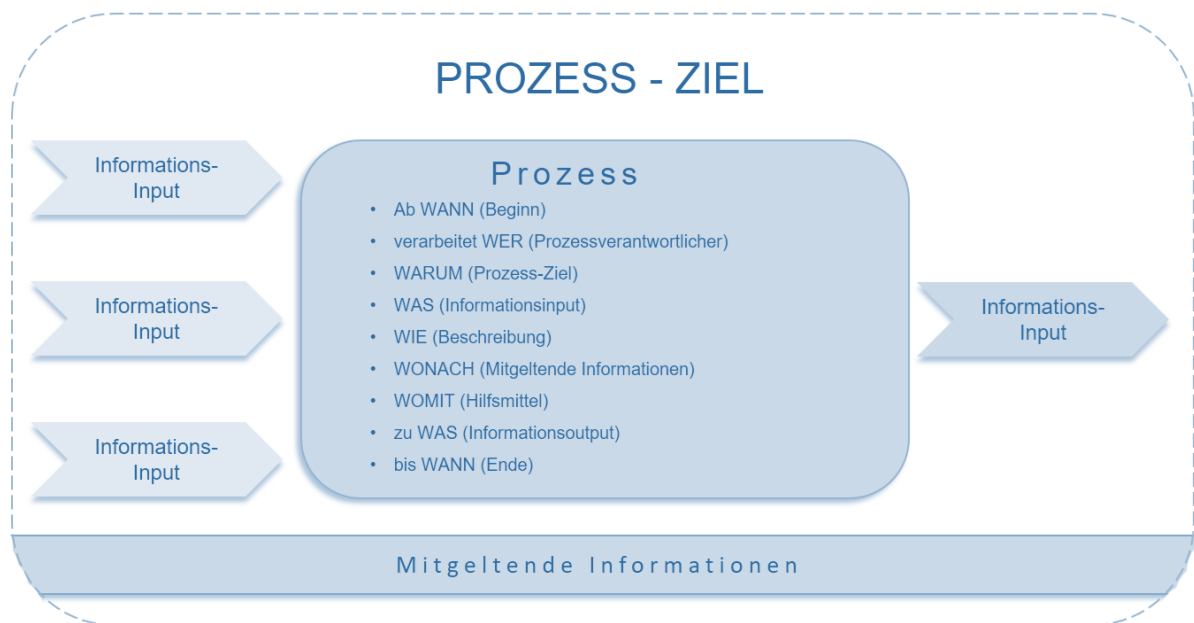 PROZESS - ZIEL
Informations-
Input
Informations-
Input
Informations-
Input
Prozess
• Ab WANN (Beginn)
• verarbeitet WER (Prozessverantwortlicher)
• WARUM (Prozess-Ziel)
• WAS (Informationsinput)
• WIE (Beschreibung)
• WONACH (Mitgeltende Informationen)
• WOMIT (Hilfsmittel)
• zu WAS (Informationsoutput)
• bis WANN (Ende)
Informations-
Input
Mitgeltende Informationen